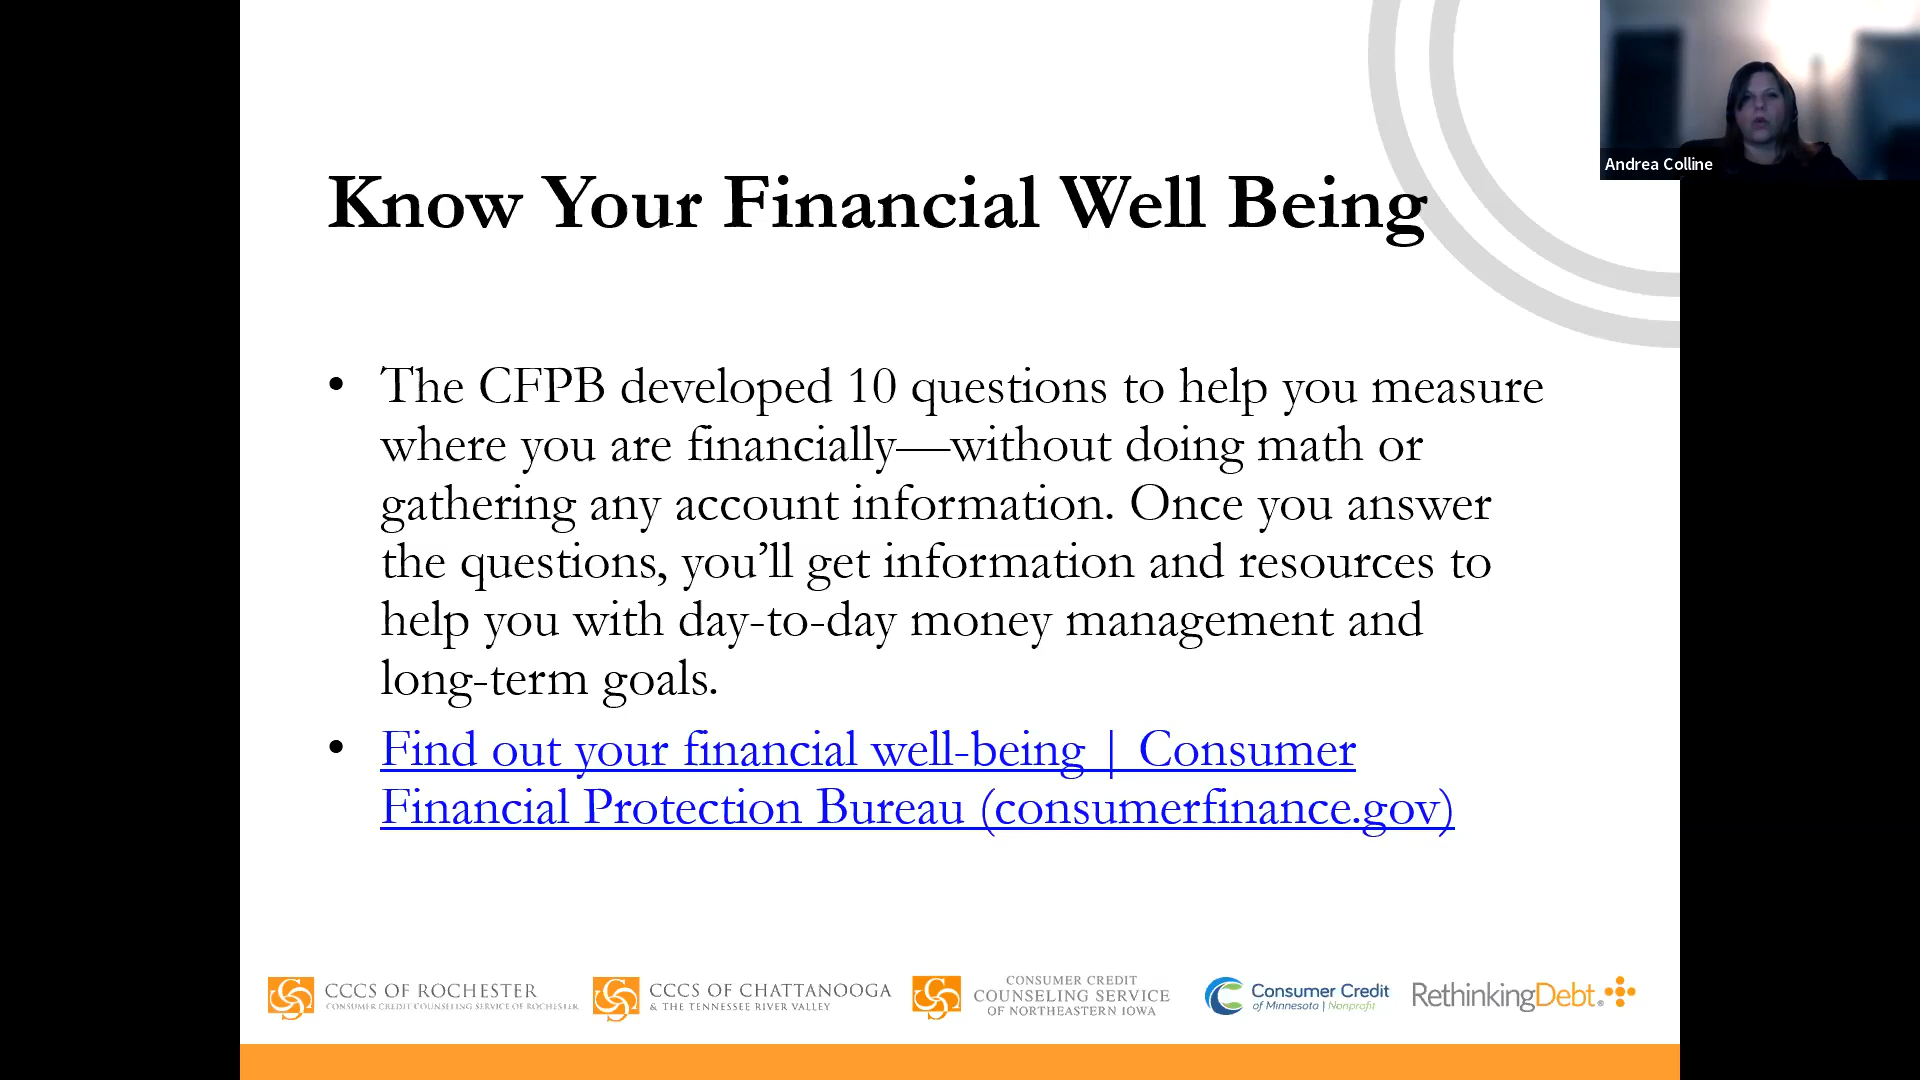 Andrea Colline
Know Your Financial Well Being
• The CFPB developed 10 questions to help you measure
where you are financially—without doing math or
gathering any account information. Once you answer
the questions, you’ll get information and resources to
help you with day-to-day money management and
long-term goals.
• Find out your financial well-being | Consumer
Financial Protection Bureau (consumerfinance.gov)
CCCS OF ROCHESTER
CONSUMER CREDIT COUNSELING SERVICE OF ROCHESTER
CCCS OF CHATTANOOGA
& THE TENNESSEE RIVER VALLEY
CONSUMER CREDIT
COUNSELING SERVICE
OF NORTHEASTERN IOWA
Consumer Credit
of Minnesota | Nonprofit
RethinkingDebt®